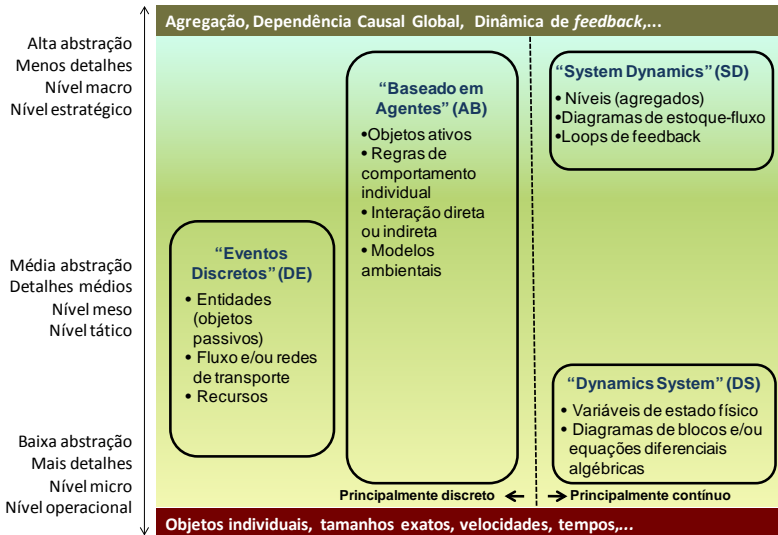 Agregação, Dependência Causal Global, Dinâmica de feedback,...
Alta abstração
Menos detalhes
Nível macro
Nível estratégico
Média abstração
Detalhes médios
Nível meso
Nível tático
Baixa abstração
Mais detalhes
Nível micro
Nível operacional
“Eventos
Discretos” (DE)
• Entidades
(objetos
passivos)
• Fluxo e/ou redes
de transporte
• Recursos
“Baseado em
Agentes” (AB)
•Objetos ativos
• Regras de
comportamento
individual
• Interação direta
ou indireta
• Modelos
ambientais
“System Dynamics” (SD)
• Níveis (agregados)
•Diagramas de estoque-fluxo
•Loops de feedback
“Dynamics System” (DS)
• Variáveis de estado físico
• Diagramas de blocos e/ou
equações diferenciais
algébricas
Principalmente discreto
Principalmente contínuo
Objetos individuais, tamanhos exatos, velocidades, tempos,...